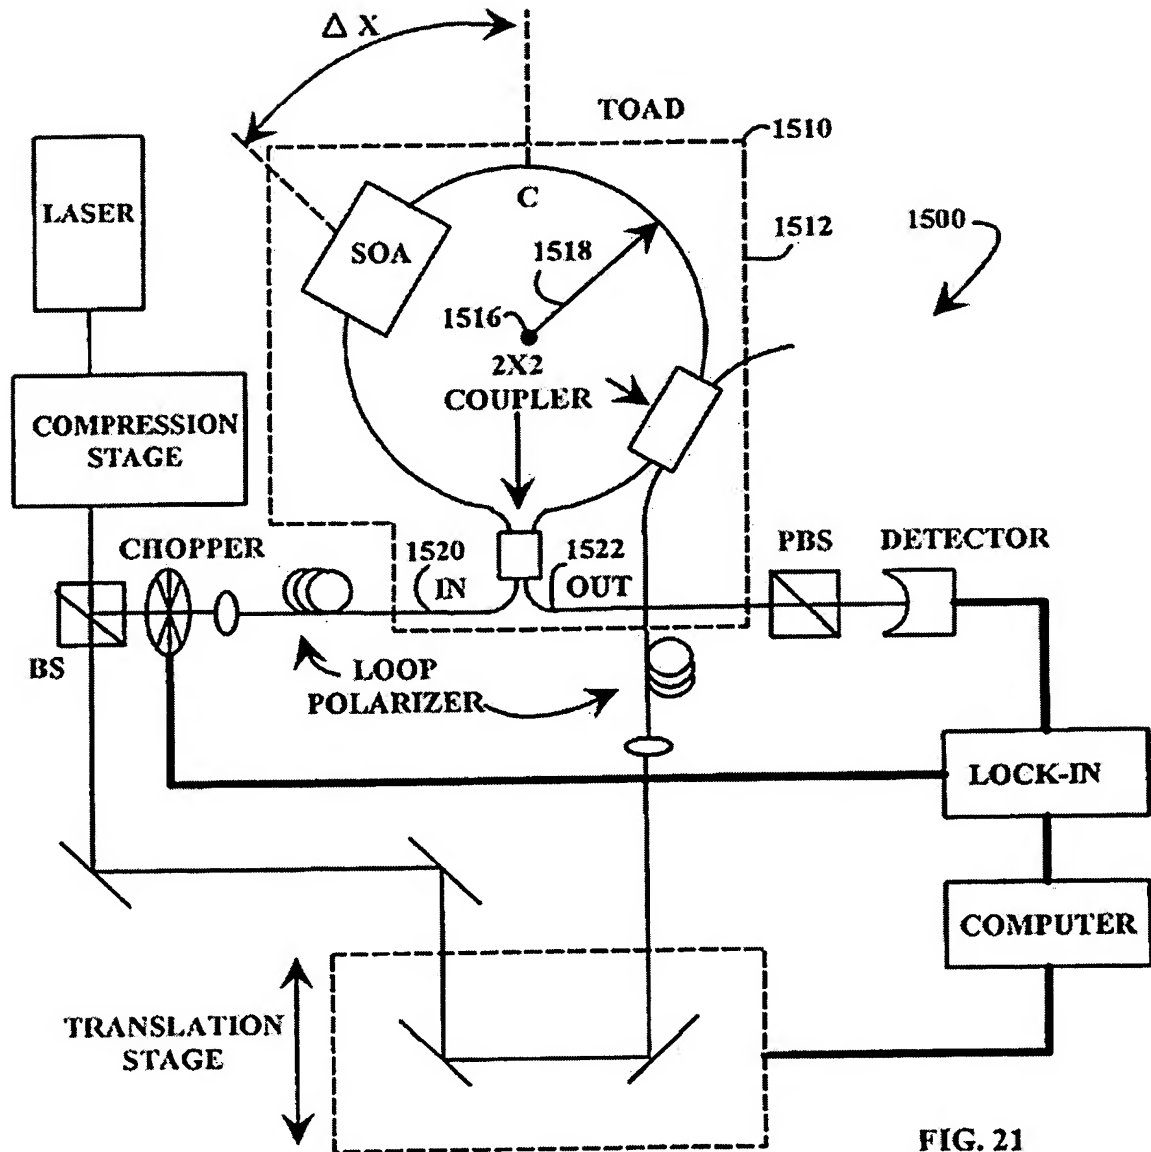 Δ X
TOAD
1510
LASER
C
1512
1500
SOA
1518
1516
2X2
COUPLER
COMPRESSION
STAGE
CHOPPER
1520
IN
1522
OUT
PBS
DETECTOR
BS
LOOP
POLARIZER
LOCK-IN
COMPUTER
TRANSLATION
STAGE
FIG. 21